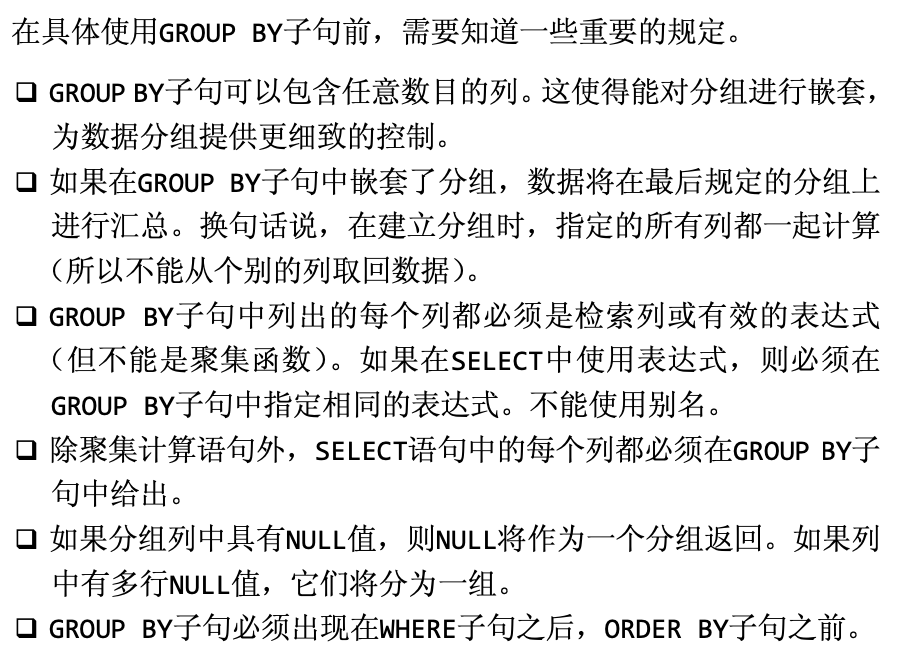 在具体使用GROUP BY子句前，需要知道一些重要的规定。
❑ GROUP BY子句可以包含任意数目的列。这使得能对分组进行嵌套，
为数据分组提供更细致的控制。
❑ 如果在GROUP BY子句中嵌套了分组，数据将在最后规定的分组上
进行汇总。换句话说，在建立分组时，指定的所有列都一起计算
（所以不能从个别的列取回数据）。
❑ GROUP BY子句中列出的每个列都必须是检索列或有效的表达式
（但不能是聚集函数）。如果在SELECT中使用表达式，则必须在
GROUP BY子句中指定相同的表达式。不能使用别名。
❑ 除聚集计算语句外，SELECT语句中的每个列都必须在GROUP BY子
句中给出。
❑ 如果分组列中具有NULL值，则NULL将作为一个分组返回。如果列
中有多行NULL值，它们将分为一组。
❑ GROUP BY子句必须出现在WHERE子句之后，ORDER BY子句之前。